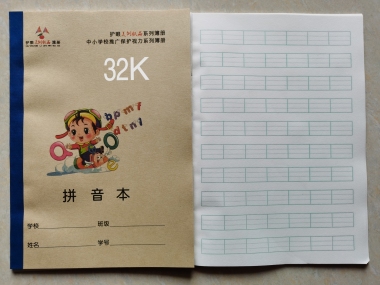 护眼
系列簿册
中小学校推广保护视力系列簿册
32K
b p m f
a d t n l
拼音本
学校 班级
姓名 学号